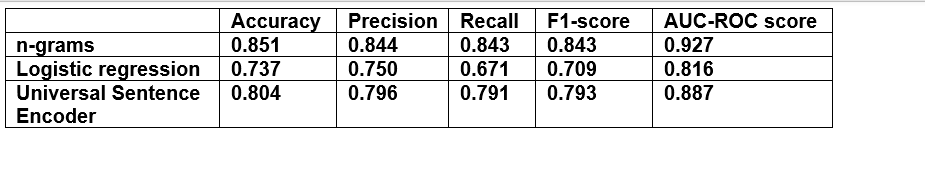 Accuracy Precision Recall F1-score AUC-ROC score
n-grams 0.851 0.844 0.843 0.843 0.927
Logistic regression 0.737 0.750 0.671 0.709 0.816
Universal Sentence 0.804 0.796 0.791 0.793 0.887
Encoder